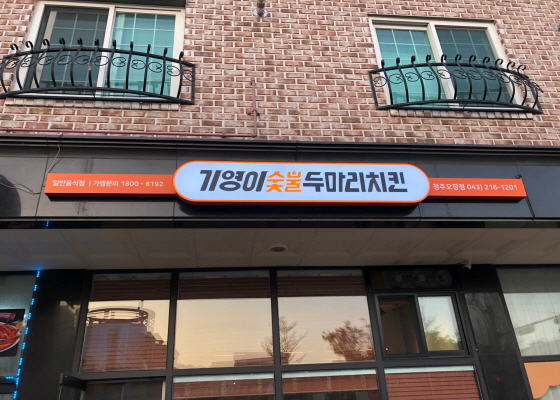 일반음식점 | 가맹문의 1800 - 6192
기영이숯불두마리치킨
청주오창점 043) 216-1201